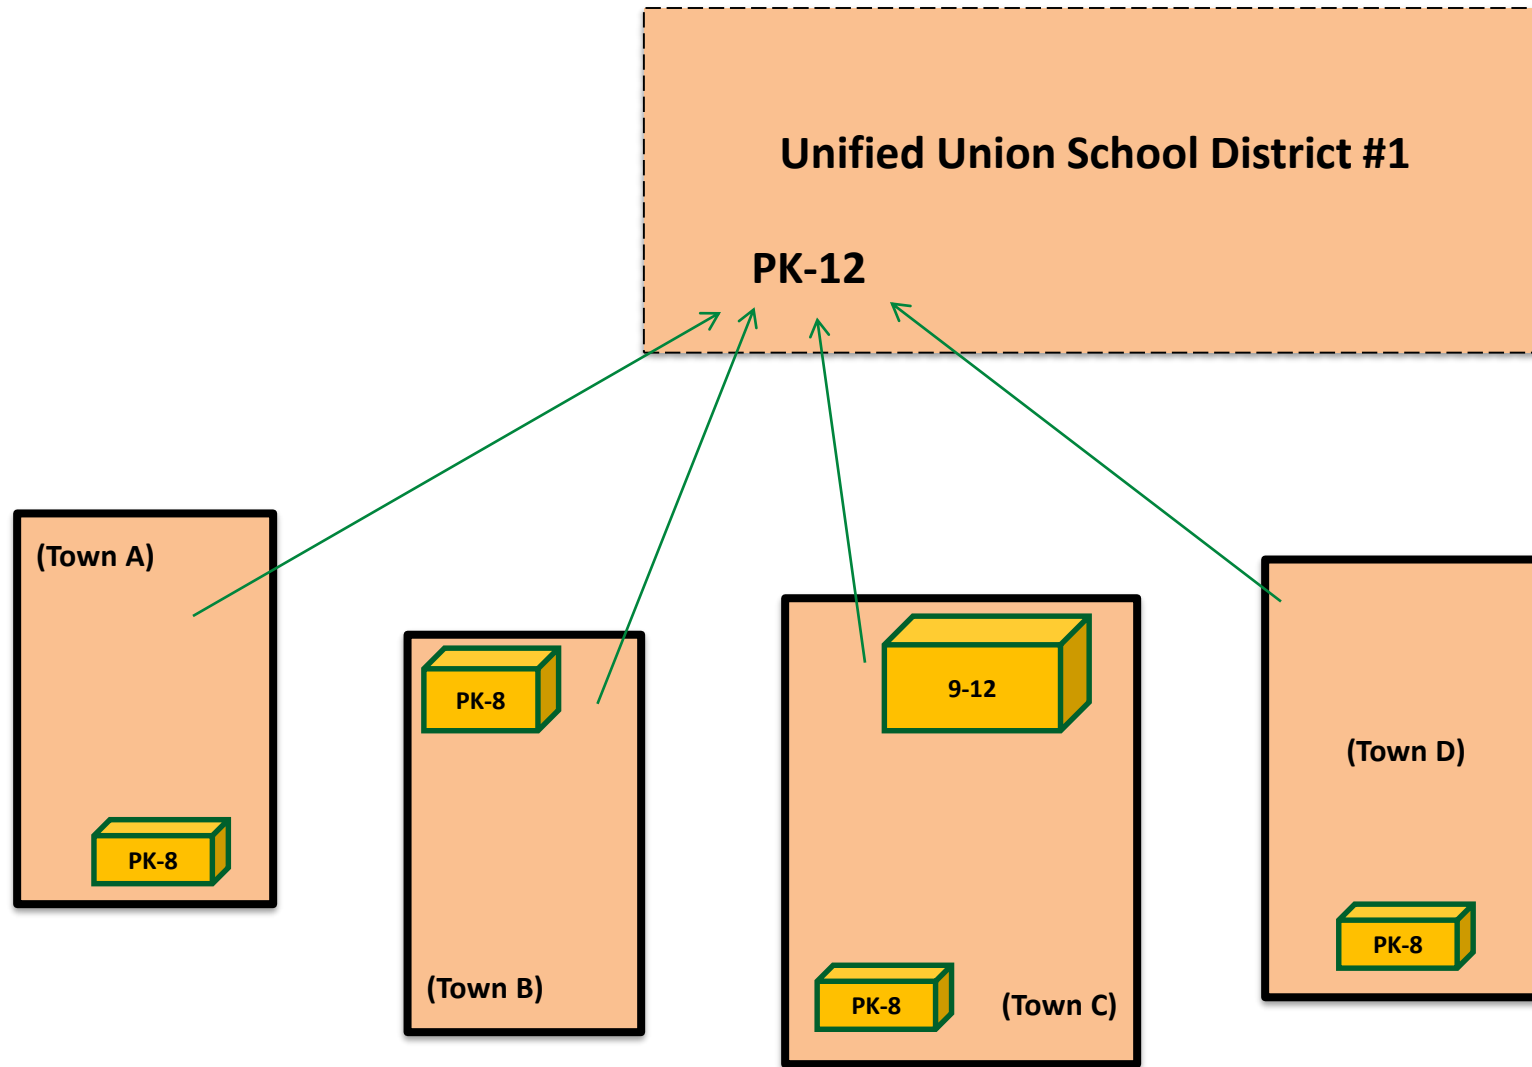 Unified Union School District #1
PK-12
(Town A)
PK-8
PK-8
(Town B)
9-12
PK-8
(Town C)
(Town D)
PK-8